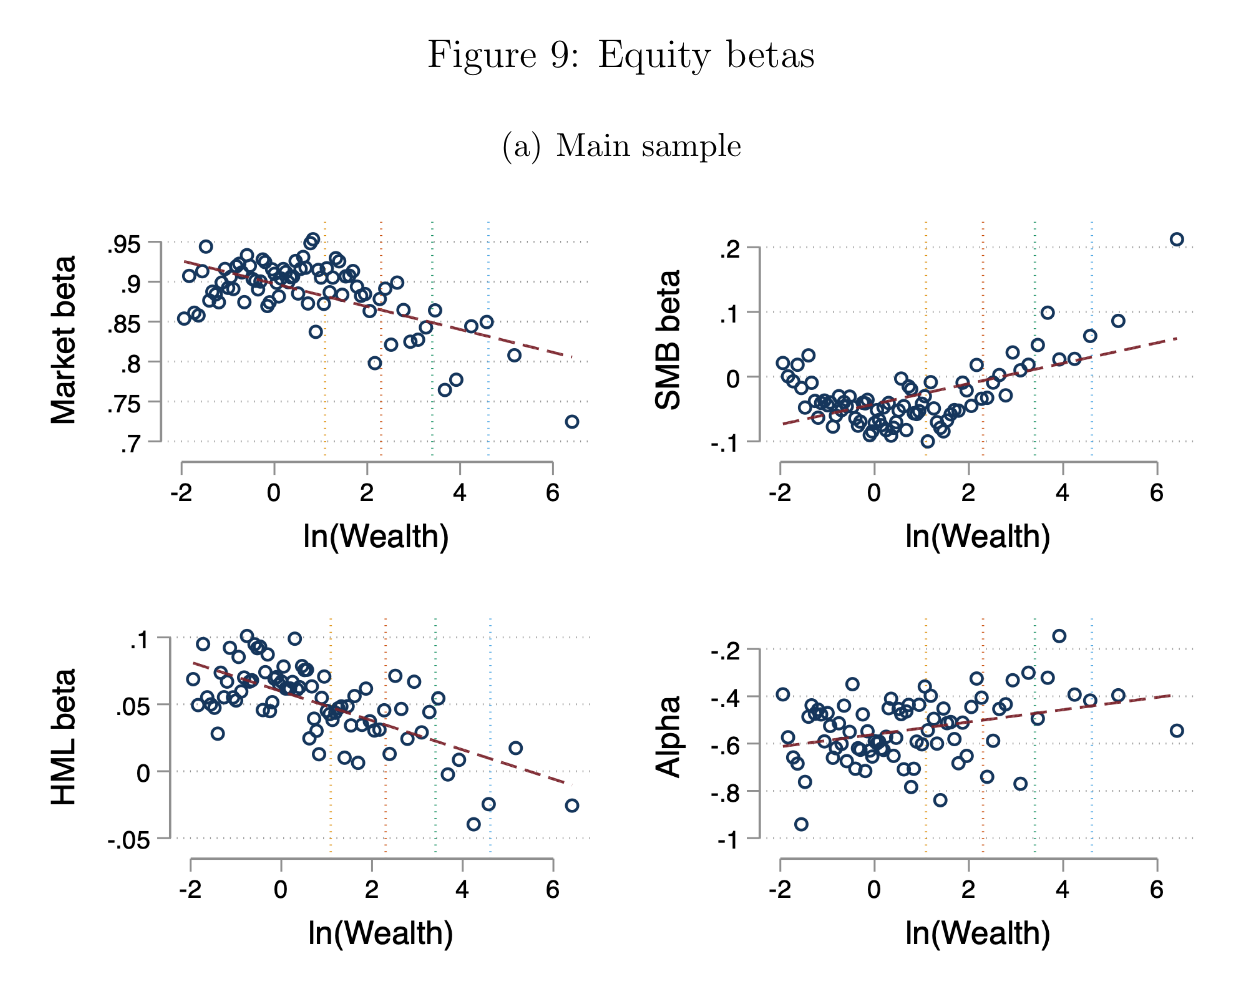 Figure 9: Equity betas
(a) Main sample
Market beta
.95
.9
.85
.8
.75
.7
-2 0 2 4 6
ln(Wealth)
SMB beta
.2
.1
0
-.1
-2 0 2 4 6
ln(Wealth)
HML beta
.1
.05
0
-.05
-2 0 2 4 6
ln(Wealth)
Alpha
-.2
-.4
-.6
-.8
-1
-2 0 2 4 6
ln(Wealth)